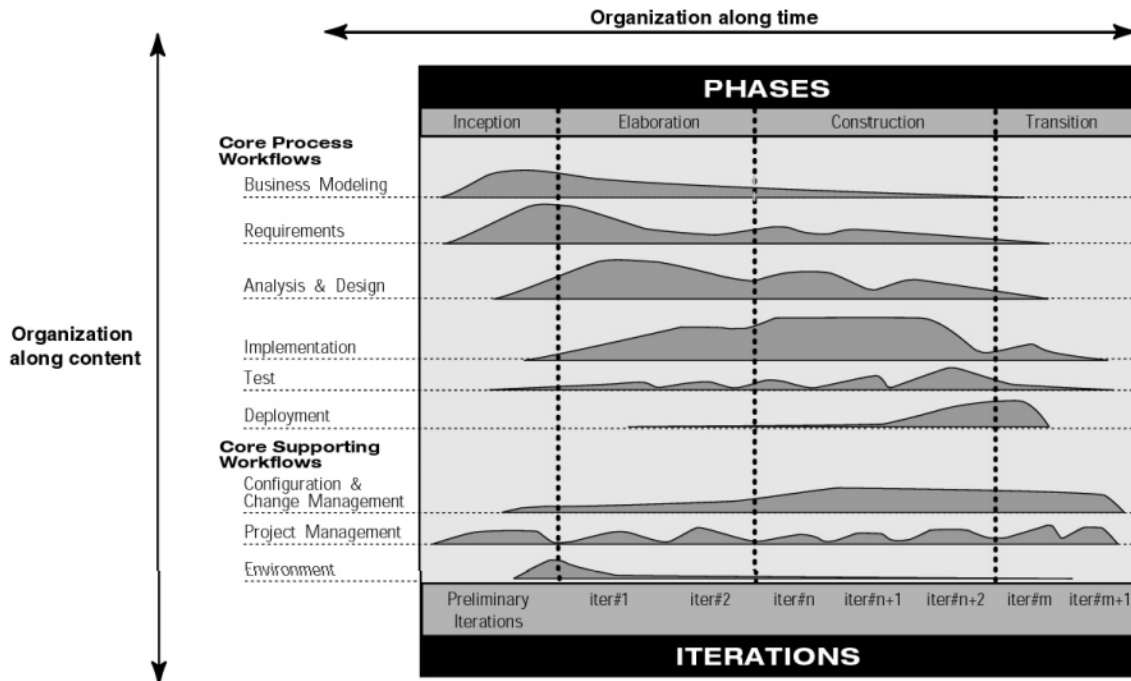 Organization along time
PHASES
Inception Elaboration Construction Transition
Core Process
Workflows
Business Modeling
Requirements
Analysis & Design
Organization
along content
Implementation
Test
Deployment
Core Supporting
Workflows
Configuration &
Change Management
Project Management
Environment
Preliminary
Iterations
iter#1 iter#2 iter#n iter#n+1 iter#n+2 iter#m iter#m+1
ITERATIONS